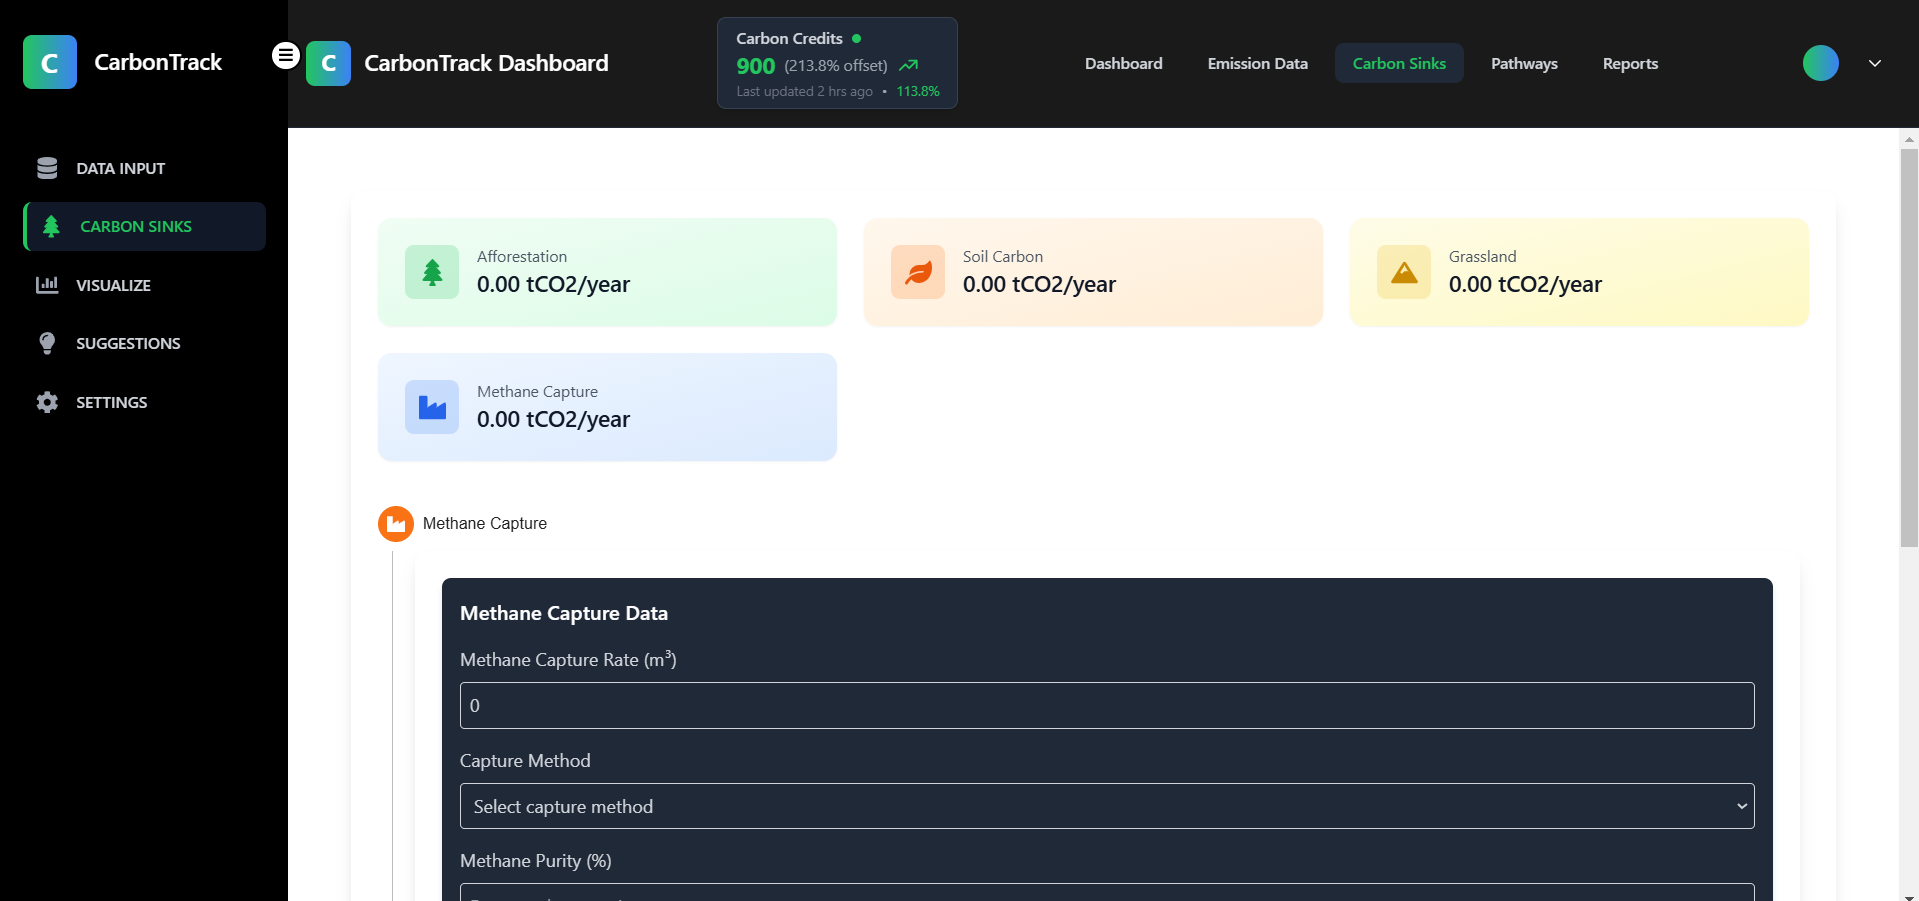 C
CarbonTrack
DATA INPUT
CARBON SINKS
VISUALIZE
SUGGESTIONS
SETTINGS
C
CarbonTrack Dashboard
Carbon Credits
900 (213.8% offset)
Last updated 2 hrs ago • 113.8%
Dashboard
Emission Data
Carbon Sinks
Pathways
Reports
Afforestation
0.00 tCO2/year
Soil Carbon
0.00 tCO2/year
Grassland
0.00 tCO2/year
Methane Capture
0.00 tCO2/year
Methane Capture
Methane Capture Data
Methane Capture Rate (m³)
0
Capture Method
Select capture method
Methane Purity (%)